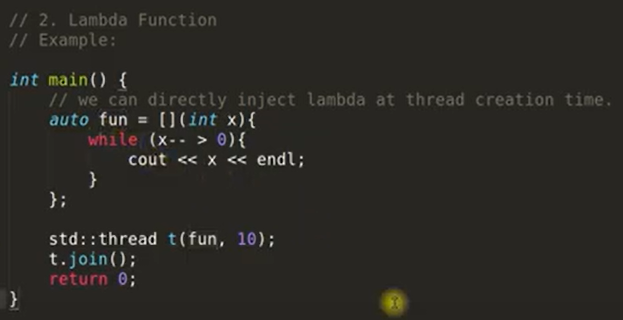 // 2. Lambda Function
// Example:
int main() {
    // we can directly inject lambda at thread creation time.
    auto fun = [](int x){
        while (x-- > 0){
            cout << x << endl;
        }
    };
    std::thread t(fun, 10);
    t.join();
    return 0;
}